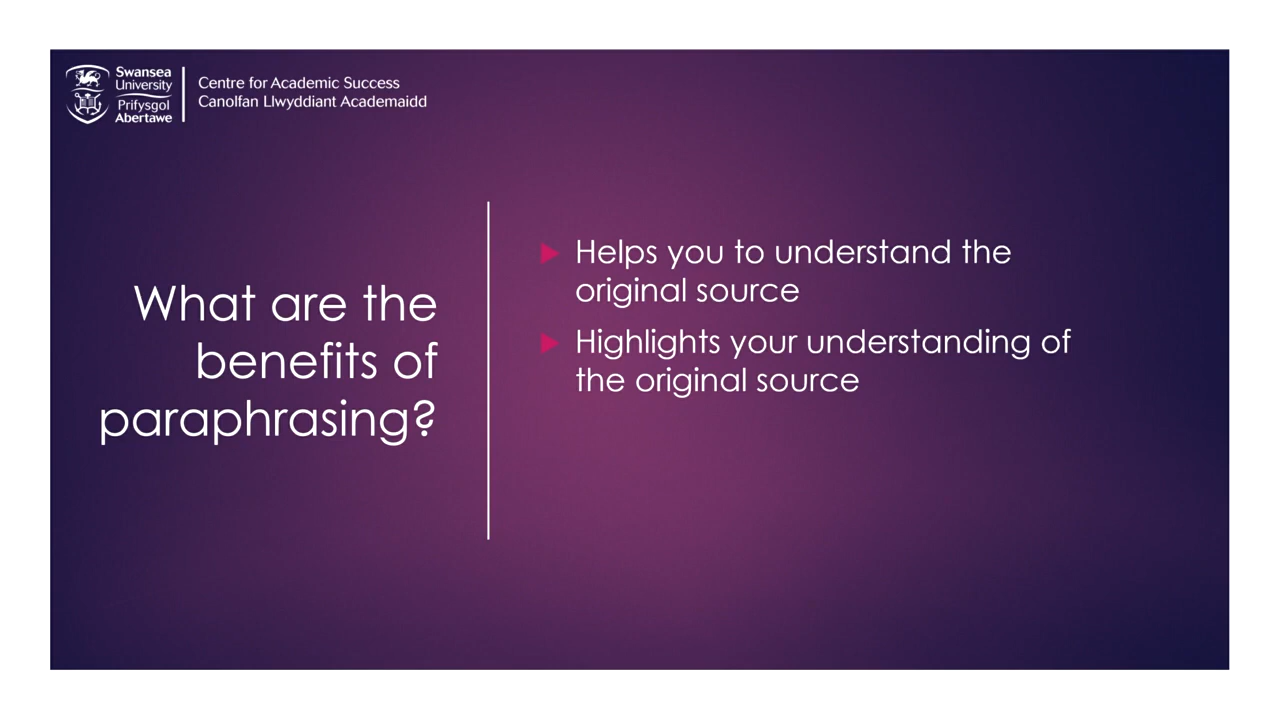 Swansea
University
Prifysgol
Abertawe
Centre for Academic Success
Canolfan Llwyddiant Academaidd
What are the
benefits of
paraphrasing?
Helps you to understand the
original source
Highlights your understanding of
the original source